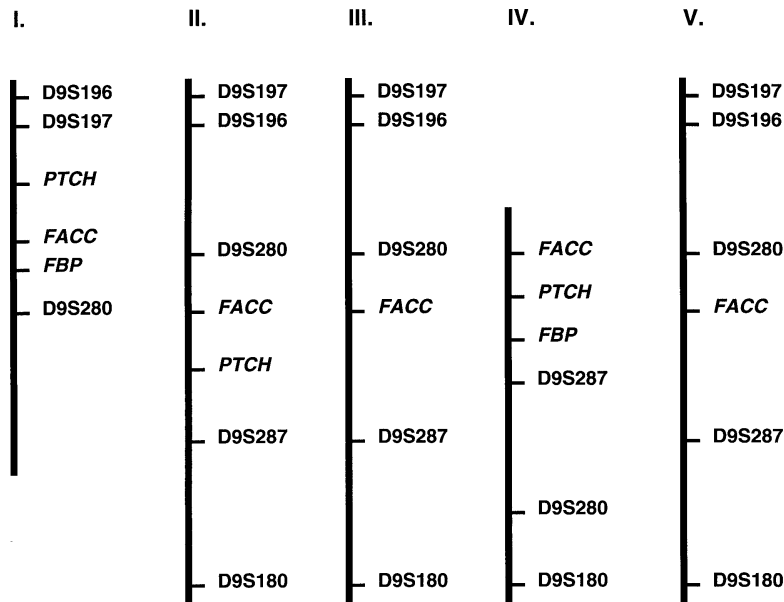 I.
D9S196
D9S197
PTCH
FACC
FBP
D9S280
II.
D9S197
D9S196
D9S280
FACC
PTCH
D9S287
D9S180
III.
D9S197
D9S196
D9S280
FACC
D9S287
D9S180
IV.
FACC
PTCH
FBP
D9S287
D9S280
D9S180
V.
D9S197
D9S196
D9S280
FACC
D9S287
D9S180